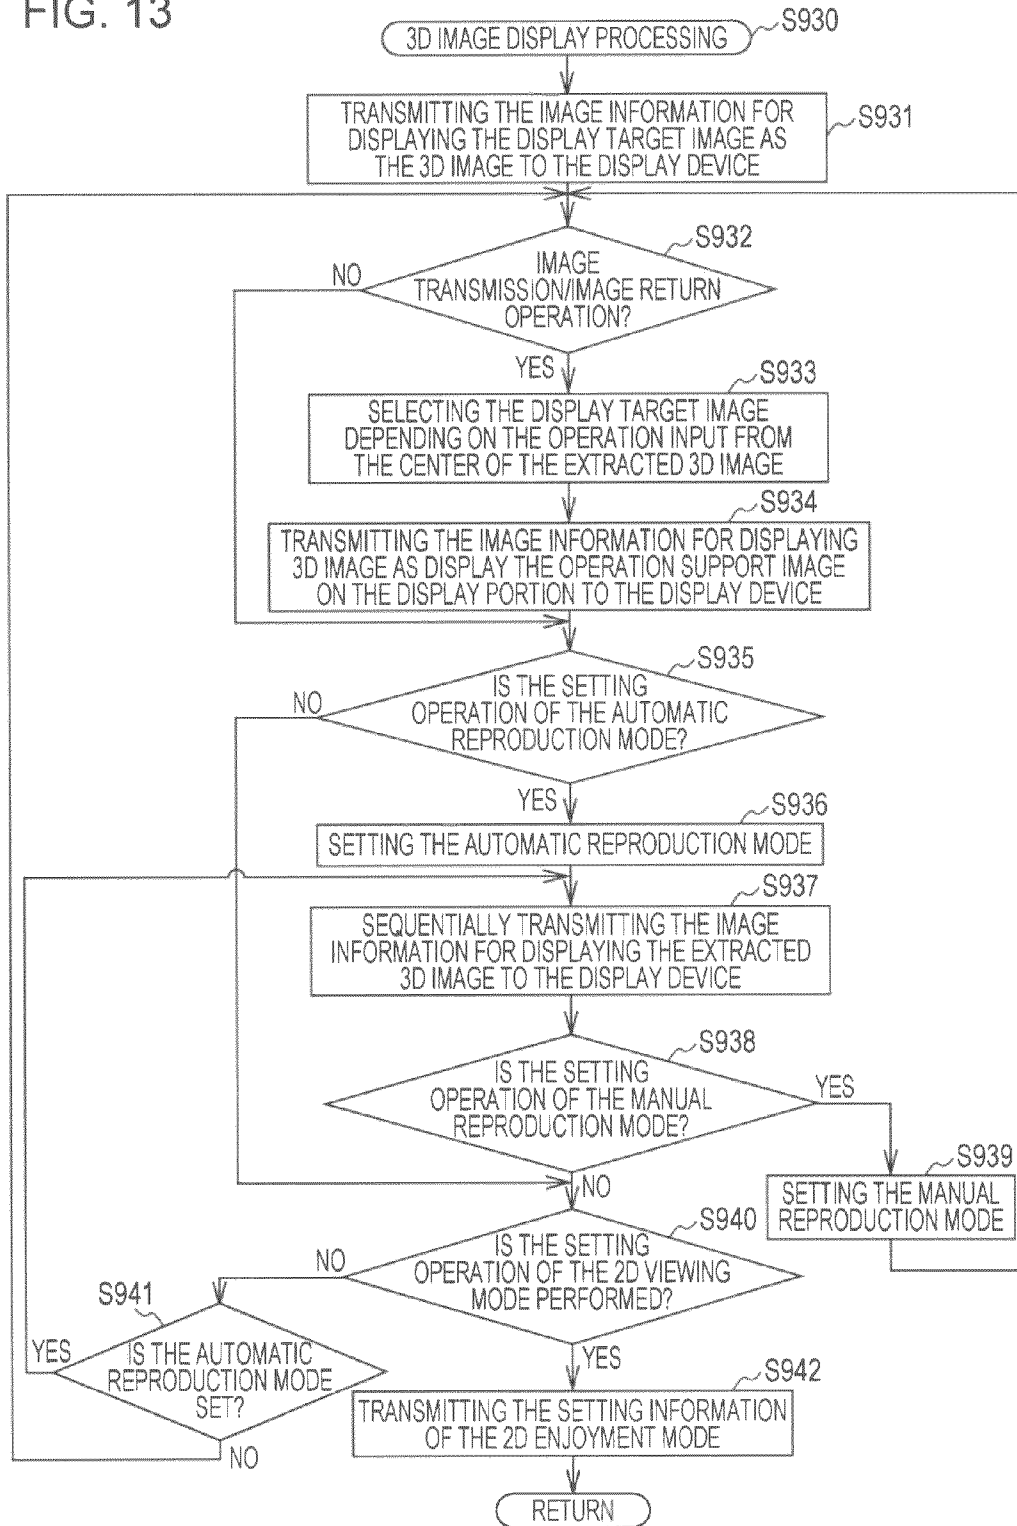 FIG. 13
3D IMAGE DISPLAY PROCESSING
S930
TRANSMITTING THE IMAGE INFORMATION FOR
DISPLAYING THE DISPLAY TARGET IMAGE AS
THE 3D IMAGE TO THE DISPLAY DEVICE
S931
S932
IMAGE
TRANSMISSION/IMAGE RETURN
OPERATION?
NO
YES
S933
SELECTING THE DISPLAY TARGET IMAGE
DEPENDING ON THE OPERATION INPUT FROM
THE CENTER OF THE EXTRACTED 3D IMAGE
S934
TRANSMITTING THE IMAGE INFORMATION FOR DISPLAYING
3D IMAGE AS DISPLAY THE OPERATION SUPPORT IMAGE
ON THE DISPLAY PORTION TO THE DISPLAY DEVICE
S935
IS THE SETTING
OPERATION OF THE AUTOMATIC
REPRODUCTION MODE?
NO
YES
S936
SETTING THE AUTOMATIC REPRODUCTION MODE
S937
SEQUENTIALLY TRANSMITTING THE IMAGE
INFORMATION FOR DISPLAYING THE EXTRACTED
3D IMAGE TO THE DISPLAY DEVICE
S938
IS THE SETTING
OPERATION OF THE MANUAL
REPRODUCTION MODE?
YES
NO
S939
SETTING THE MANUAL
REPRODUCTION MODE
S940
IS THE SETTING
OPERATION OF THE 2D VIEWING
MODE PERFORMED?
NO
YES
S941
IS THE AUTOMATIC
REPRODUCTION MODE
SET?
YES
NO
S942
TRANSMITTING THE SETTING INFORMATION
OF THE 2D ENJOYMENT MODE
RETURN